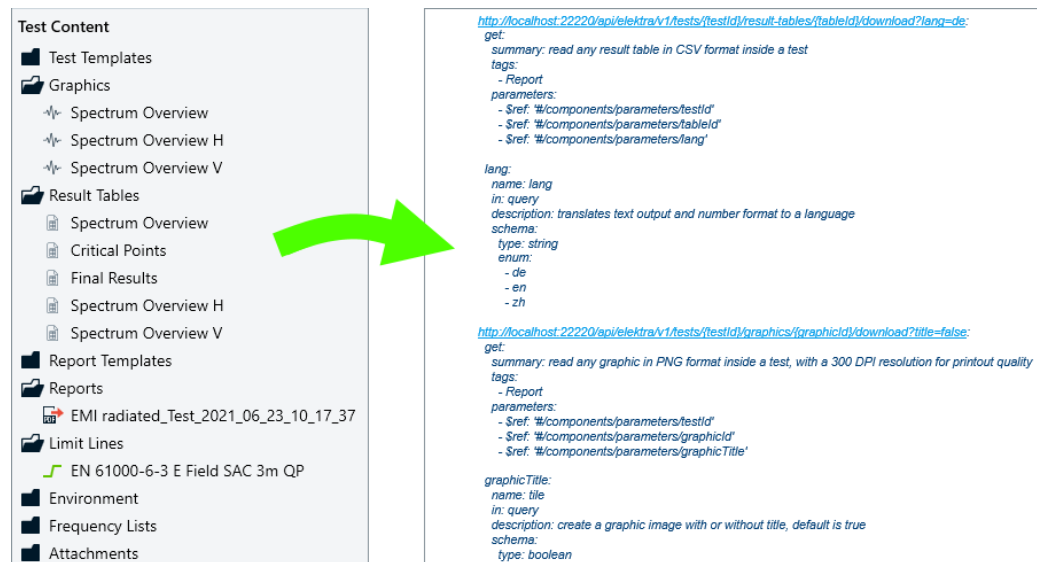 Test Content
Test Templates
Graphics
Spectrum Overview
Spectrum Overview H
Spectrum Overview V
Result Tables
Spectrum Overview
Critical Points
Final Results
Spectrum Overview H
Spectrum Overview V
Report Templates
Reports
PDF
EMI radiated_Test_2021_06_23_10_17_37
Limit Lines
EN 61000-6-3 E Field SAC 3m QP
Environment
Frequency Lists
Attachments
http://localhost:22220/api/elektra/v1/tests/{testId}/result-tables/{tableId}/download?lang=de:
get:
summary: read any result table in CSV format inside a test
tags:
- Report
parameters:
- $ref: '#/components/parameters/testId'
- $ref: '#/components/parameters/tableId'
- $ref: '#/components/parameters/lang'
lang:
name: lang
in: query
description: translates text output and number format to a language
schema:
type: string
enum:
- de
- en
- zh
http://localhost:22220/api/elektra/v1/tests/{testId}/graphics/{graphicId}/download?title=false:
get:
summary: read any graphic in PNG format inside a test, with a 300 DPI resolution for printout quality
tags:
- Report
parameters:
- $ref: '#/components/parameters/testId'
- $ref: '#/components/parameters/graphicId'
- $ref: '#/components/parameters/graphicTitle'
graphicTitle:
name: tile
in: query
description: create a graphic image with or without title, default is true
schema:
type: boolean